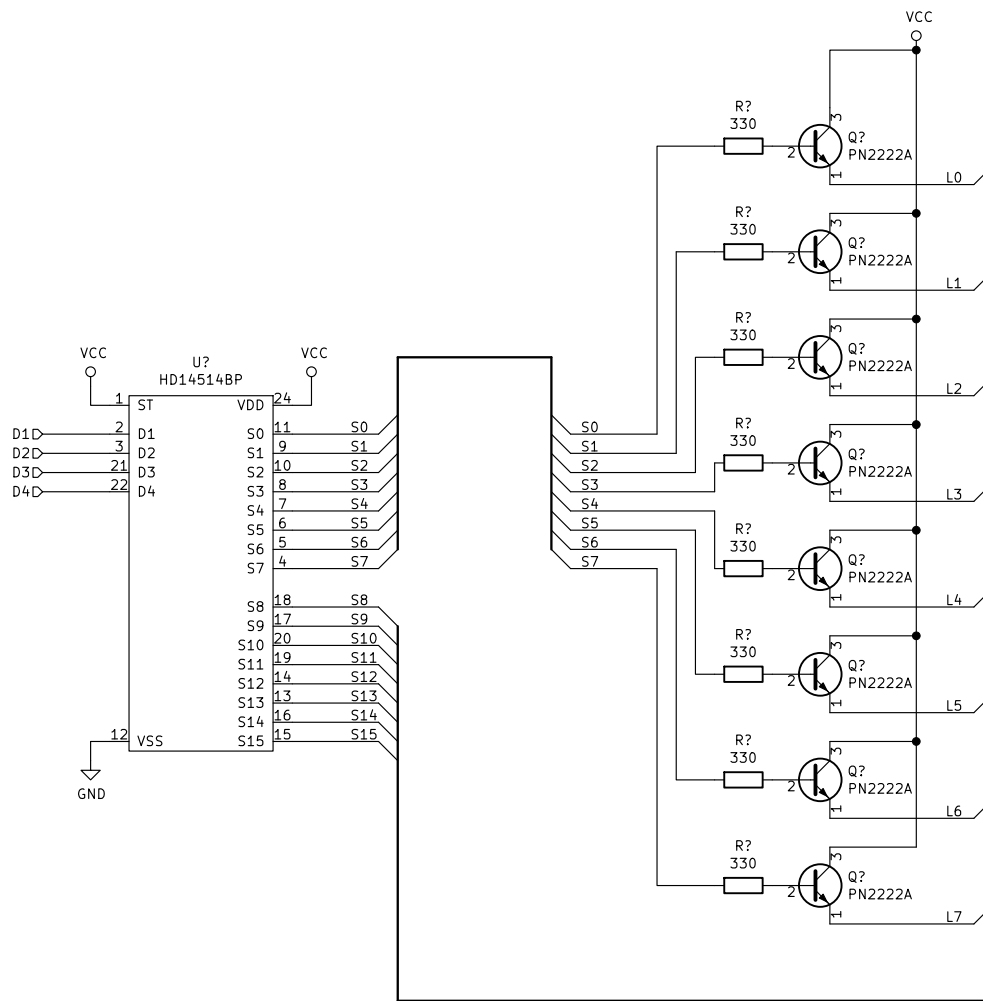 VCC
R?
330
3
Q?
PN2222A
2
1
L0
R?
330
3
Q?
PN2222A
2
1
L1
R?
330
3
Q?
PN2222A
2
1
L2
VCC
U?
HD14514BP
VCC
1 ST VDD 24
D1 2 D1 S0 11 S0
D2 3 D2 S1 9 S1
D3 21 D3 S2 10 S2
D4 22 D4 S3 8 S3
S4 7 S4
S5 6 S5
S6 5 S6
S7 4 S7
S8 18 S8
S9 17 S9
S10 20 S10
S11 19 S11
S12 14 S12
S13 13 S13
S14 16 S14
12 VSS S15 15 S15
GND
S0
S1
S2
S3
S4
S5
S6
S7
R?
330
3
Q?
PN2222A
2
1
L3
R?
330
3
Q?
PN2222A
2
1
L4
R?
330
3
Q?
PN2222A
2
1
L5
R?
330
3
Q?
PN2222A
2
1
L6
R?
330
3
Q?
PN2222A
2
1
L7